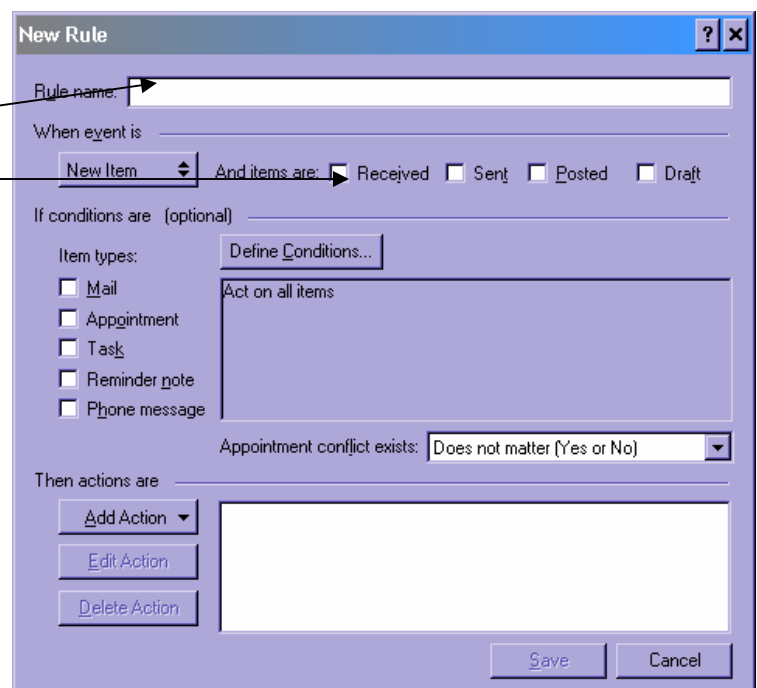 New Rule
Rule name:
When event is
New Item And items are: Received Sent Posted Draft
If conditions are (optional)
Item types: Define Conditions...
Mail
Act on all items
Appointment
Task
Reminder note
Phone message
Appointment conflict exists: Does not matter (Yes or No)
Then actions are
Add Action
Edit Action
Delete Action
Save Cancel